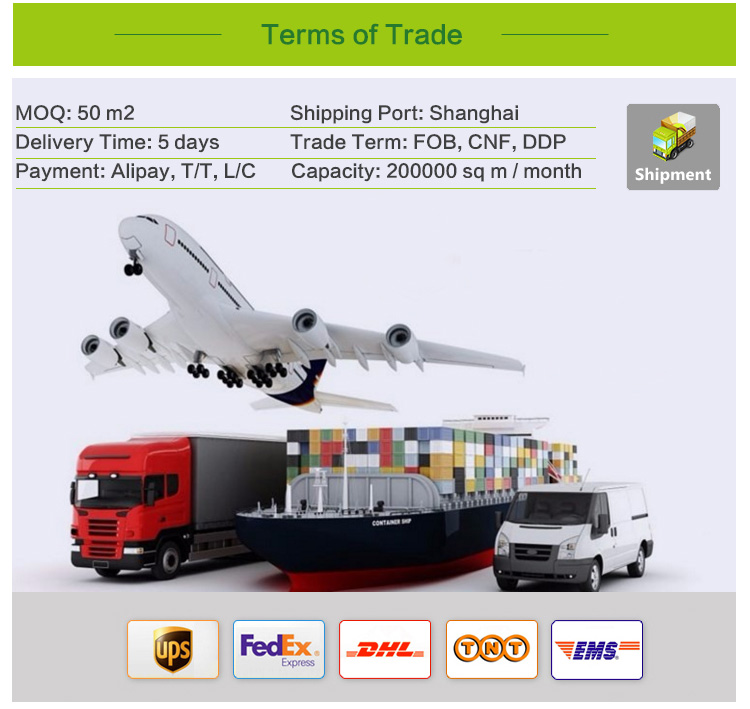 Terms of Trade
MOQ: 50 m2
Shipping Port: Shanghai
Delivery Time: 5 days
Trade Term: FOB, CNF, DDP
Payment: Alipay, T/T, L/C
Capacity: 200000 sq m / month
Shipment
CONTAINER SHIP
ups
FedEx
Express
DHL
TNT
EMS